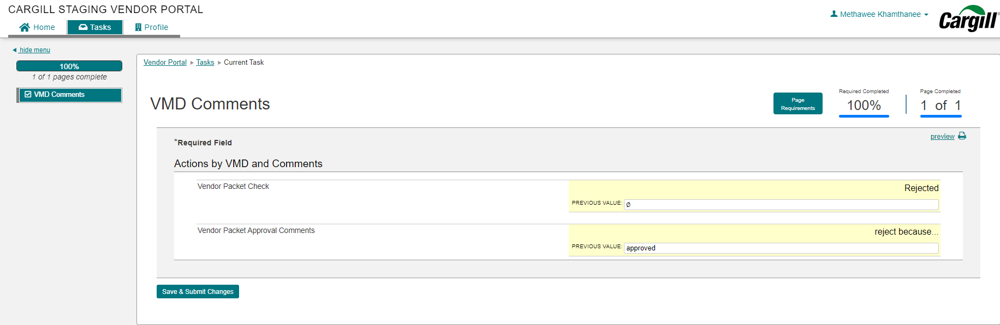 CARGILL STAGING VENDOR PORTAL
Home
Tasks
Profile
Methawee Khamthanee
Cargill
hide menu
100%
1 of 1 pages complete
VMD Comments
Vendor Portal
Tasks
Current Task
VMD Comments
Page
Requirements
Required Completed
100%
Page Completed
1 of 1
preview
*Required Field
Actions by VMD and Comments
Vendor Packet Check
Rejected
PREVIOUS VALUE: Ø
Vendor Packet Approval Comments
reject because...
PREVIOUS VALUE: approved
Save & Submit Changes